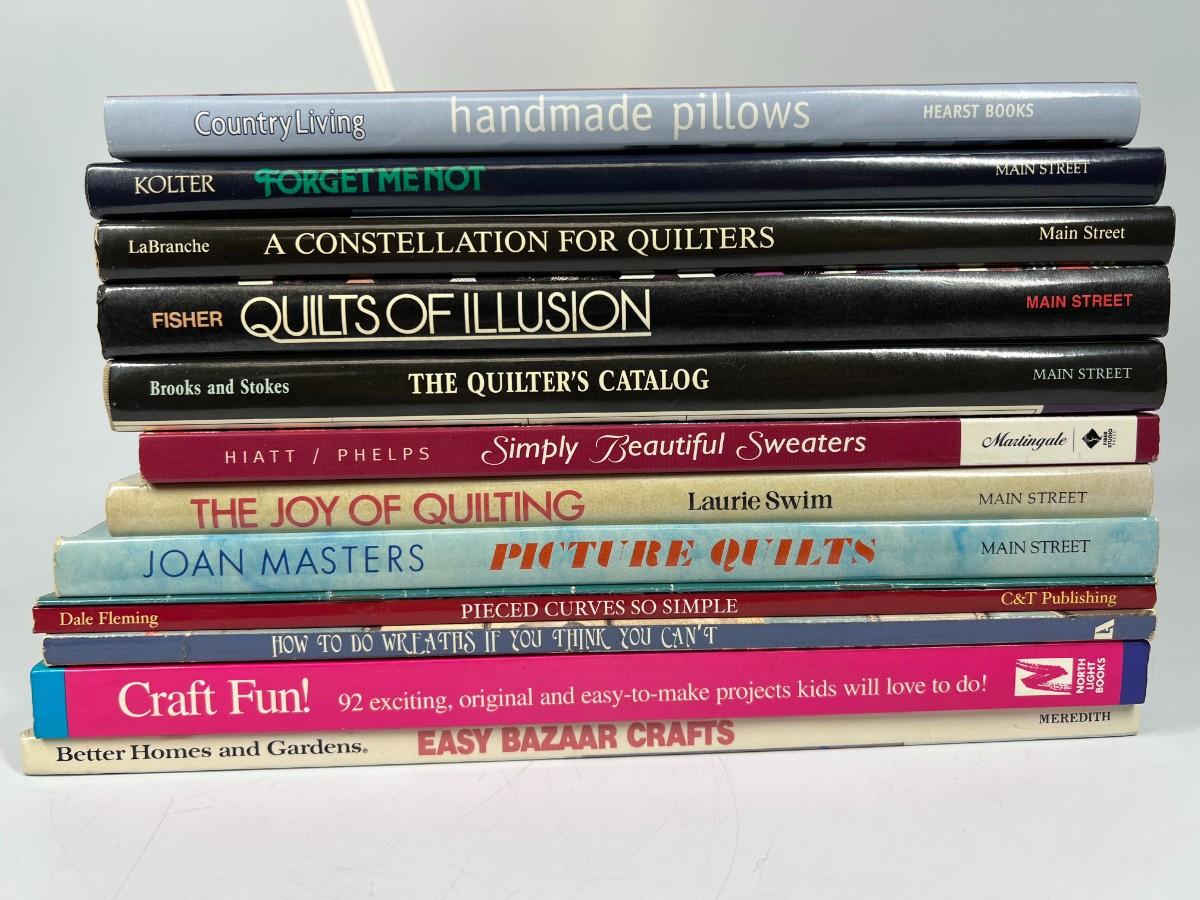 CountryLiving handmade pillows HEARST BOOKS
KOLTER FORGET ME NOT MAIN STREET
LaBranche A CONSTELLATION FOR QUILTERS Main Street
FISHER QUILTS OF ILLUSION MAIN STREET
Brooks and Stokes THE QUILTER'S CATALOG MAIN STREET
HIATT / PHELPS Simply Beautiful Sweaters Martingale FIBER STUDIO PRESS
THE JOY OF QUILTING Laurie Swim MAIN STREET
JOAN MASTERS PICTURE QUILTS MAIN STREET
Dale Fleming PIECED CURVES SO SIMPLE C&T Publishing
HOW TO DO WREATHS IF YOU THINK YOU CAN'T
Craft Fun! 92 exciting, original and easy-to-make projects kids will love to do! NORTH LIGHT BOOKS
Better Homes and Gardens® EASY BAZAAR CRAFTS MEREDITH